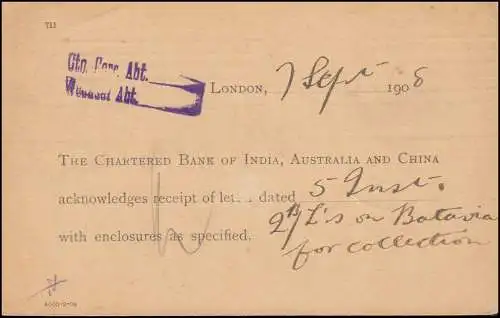 711
Cto. Corr. Abt.
Wechsel Abt.
LONDON, 7 Sept 1908
THE CHARTERED BANK OF INDIA, AUSTRALIA AND CHINA
acknowledges receipt of letter dated 5 Inst.
2 B/L's on Batavia
with enclosures as specified.
for collection